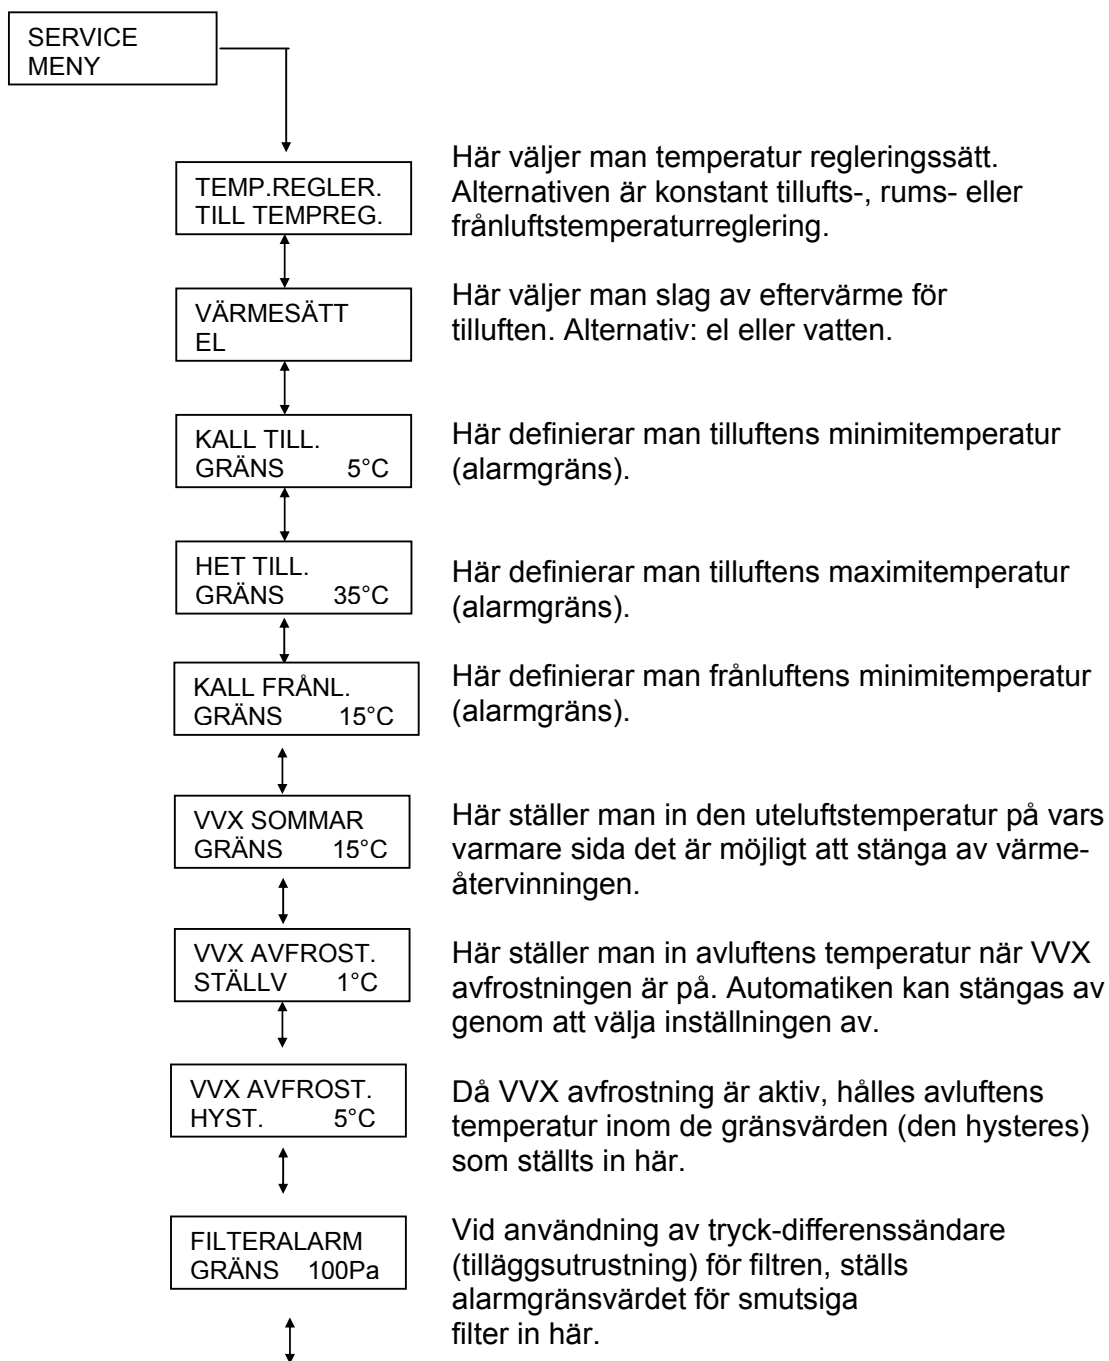 SERVICE
MENY
TEMP.REGLER.
TILL TEMPREG.
Här väljer man temperatur regleringssätt.
Alternativen är konstant tillufts-, rums- eller
frånluftstemperaturreglering.
VÄRMESÄTT
EL
Här väljer man slag av eftervärme för
tilluften. Alternativ: el eller vatten.
KALL TILL.
GRÄNS 5°C
Här definierar man tilluftens minimitemperatur
(alarmgräns).
HET TILL.
GRÄNS 35°C
Här definierar man tilluftens maximitemperatur
(alarmgräns).
KALL FRÅNL.
GRÄNS 15°C
Här definierar man frånluftens minimitemperatur
(alarmgräns).
VVX SOMMAR
GRÄNS 15°C
Här ställer man in den uteluftstemperatur på vars
varmare sida det är möjligt att stänga av värme-
återvinningen.
VVX AVFROST.
STÄLLV 1°C
Här ställer man in avluftens temperatur när VVX
avfrostningen är på. Automatiken kan stängas av
genom att välja inställningen av.
VVX AVFROST.
HYST. 5°C
Då VVX avfrostning är aktiv, hålles avluftens
temperatur inom de gränsvärden (den hysteres)
som ställts in här.
FILTERALARM
GRÄNS 100Pa
Vid användning av tryck-differenssändare
(tilläggsutrustning) för filtren, ställs
alarmgränsvärdet för smutsiga
filter in här.